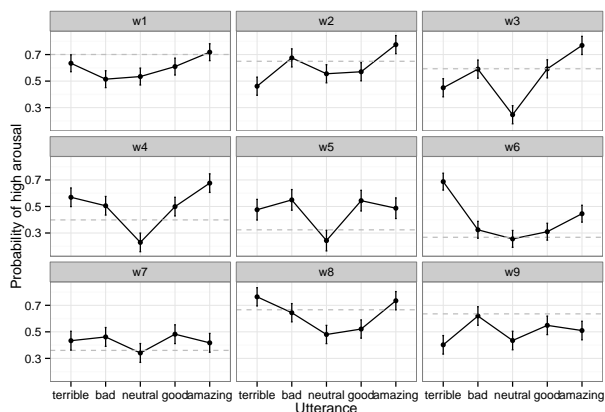 w1 w2 w3
0.7
0.5
0.3
w4 w5 w6
0.7
0.5
0.3
w7 w8 w9
0.7
0.5
0.3
terrible bad neutral good amazing terrible bad neutral good amazing terrible bad neutral good amazing
Utterance
Probability of high arousal